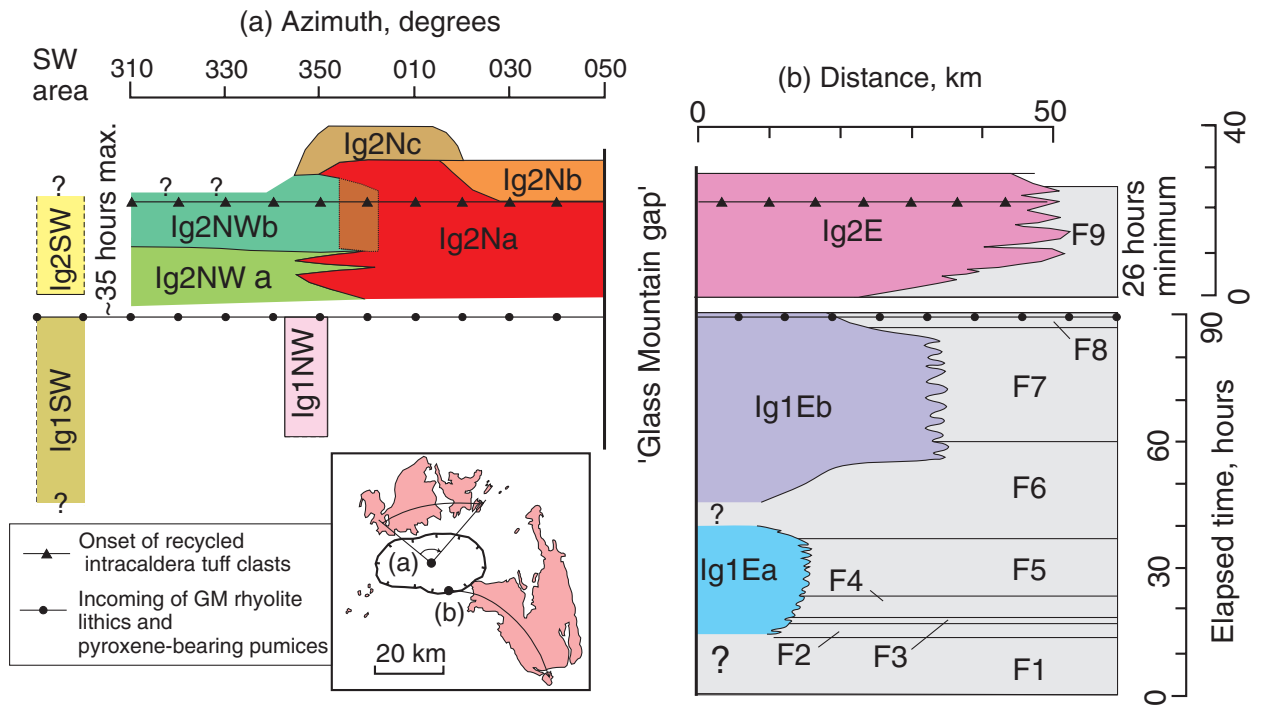 (a) Azimuth, degrees
SW
area
310 330 350 010 030 050
Ig2Nc
Ig2Nb
Ig2NWb
Ig2Na
Ig2NW a
?
?
?
Ig2SW
~35 hours max.
Ig1SW
?
Ig1NW
'Glass Mountain gap'
Onset of recycled
intracaldera tuff clasts
Incoming of GM rhyolite
lithics and
pyroxene-bearing pumices
(a)
(b)
20 km
(b) Distance, km
0 50
Ig2E
F9
26 hours
minimum
40
0
F8
F7
Ig1Eb
F6
?
Ig1Ea
F5
F4
F3
F2
F1
?
90
60
30
0
Elapsed time, hours